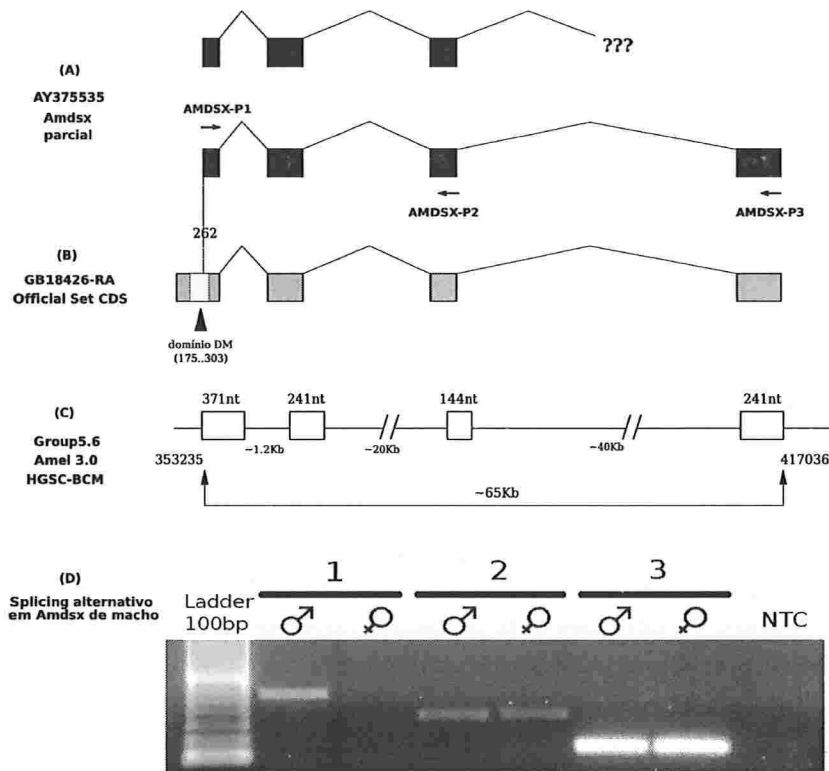 (A)
AY375535
Amdsx
parcial
???
AMDSX-P1
AMDSX-P2
AMDSX-P3
262
(B)
GB18426-RA
Official Set CDS
domínio DM
(175..303)
(C)
Group5.6
Amel 3.0
HGSC-BCM
371nt
241nt
144nt
241nt
~1.2Kb
~20Kb
~40Kb
353235
417036
~65Kb
(D)
Splicing alternativo
em Amdsx de macho
Ladder
100bp
1
2
3
♂
♀
♂
♀
♂
♀
NTC